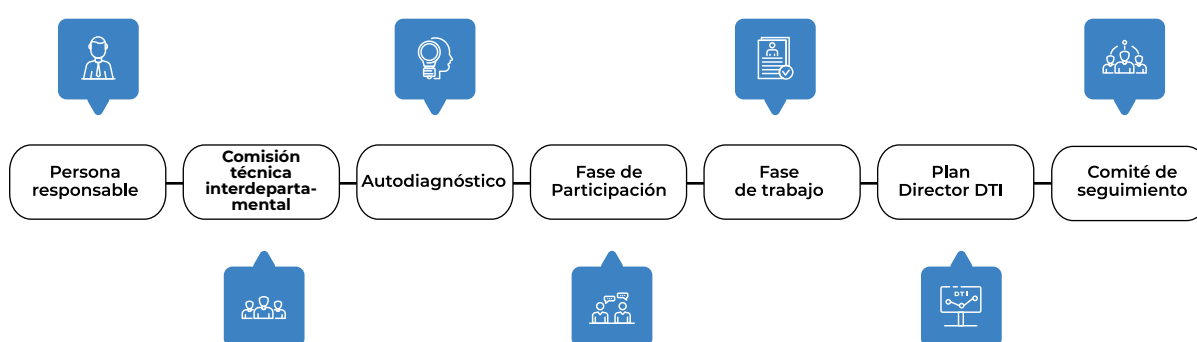 Persona
responsable
Comisión
técnica
interdeparta-
mental
Autodiagnóstico
Fase de
Participación
Fase
de trabajo
Plan
Director DTI
Comité de
seguimiento
DTI